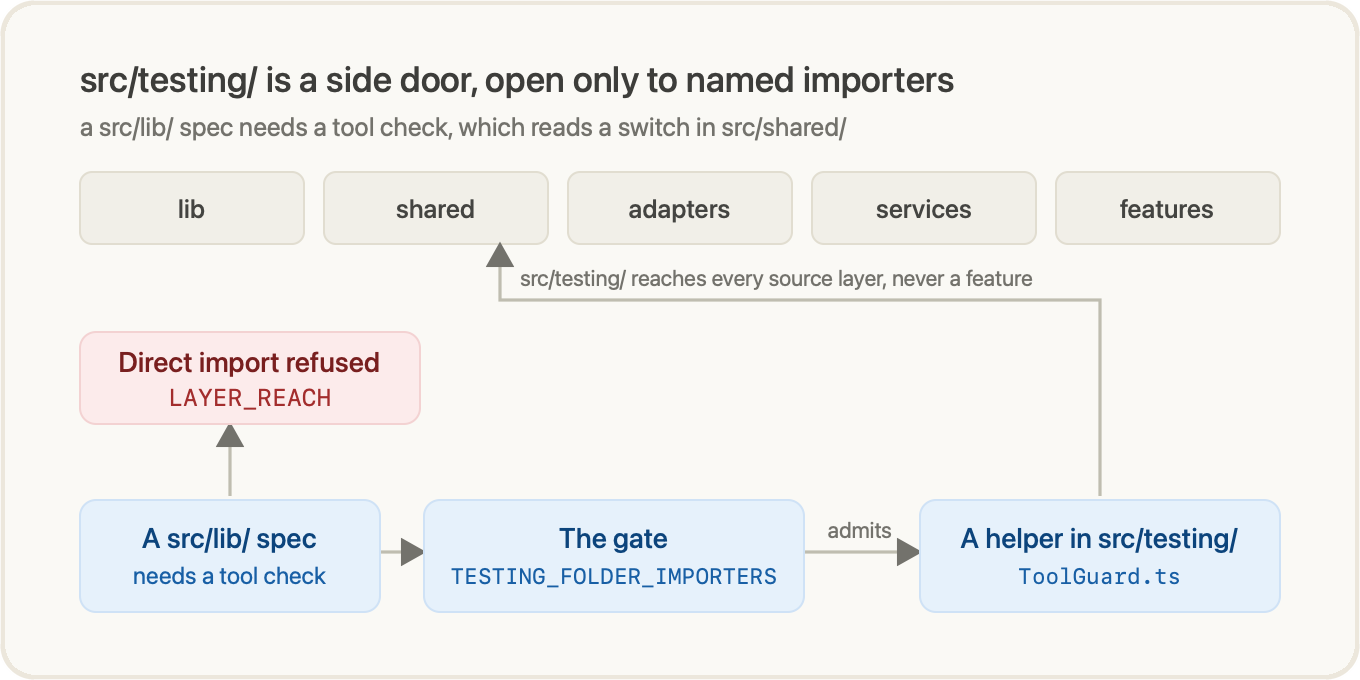 src/testing/ is a side door, open only to named importers
a src/lib/ spec needs a tool check, which reads a switch in src/shared/
lib
shared
adapters
services
features
src/testing/ reaches every source layer, never a feature
Direct import refused
LAYER_REACH
A src/lib/ spec
needs a tool check
The gate
TESTING_FOLDER_IMPORTERS
admits
A helper in src/testing/
ToolGuard.ts